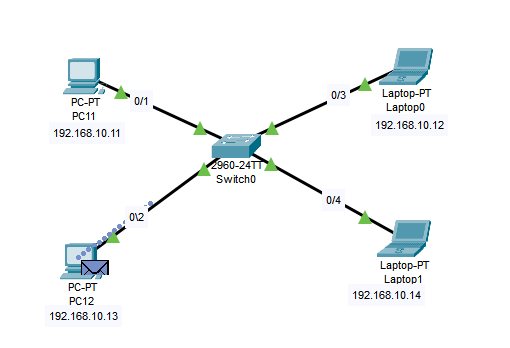 PC-PT
PC11
192.168.10.11
0/1
0/3
Laptop-PT
Laptop0
192.168.10.12
2960-24TT
Switch0
0\2
0/4
PC-PT
PC12
192.168.10.13
Laptop-PT
Laptop1
192.168.10.14